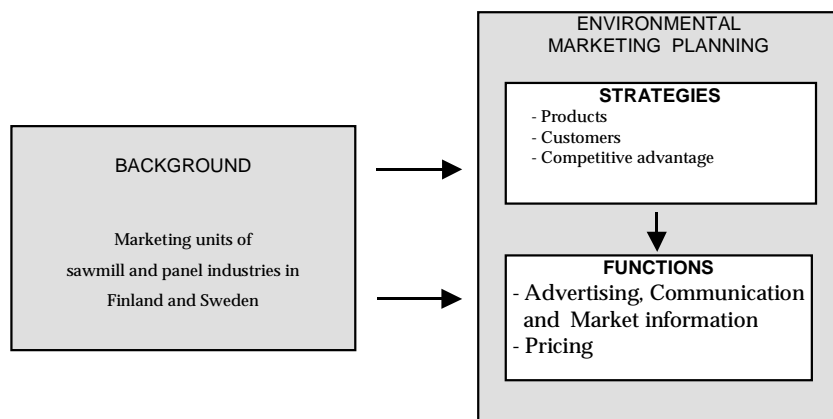 BACKGROUND
Marketing units of
sawmill and panel industries in
Finland and Sweden
ENVIRONMENTAL
MARKETING PLANNING
STRATEGIES
- Products
- Customers
- Competitive advantage
FUNCTIONS
- Advertising, Communication
and Market information
- Pricing